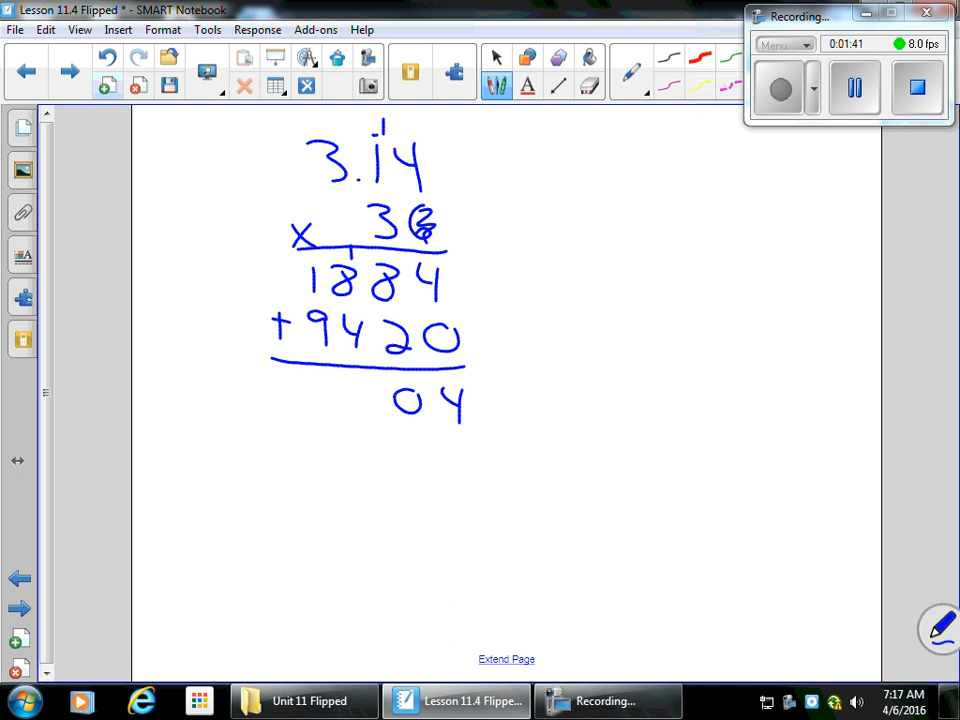 Lesson 11.4 Flipped * - SMART Notebook
File Edit View Insert Format Tools Response Add-ons Help
Recording...
Menu 0:01:41 8.0 fps
1
3.14
x 36
1
1884
+ 9420
04
Extend Page
Unit 11 Flipped
Lesson 11.4 Flippe...
Recording...
7:17 AM
4/6/2016